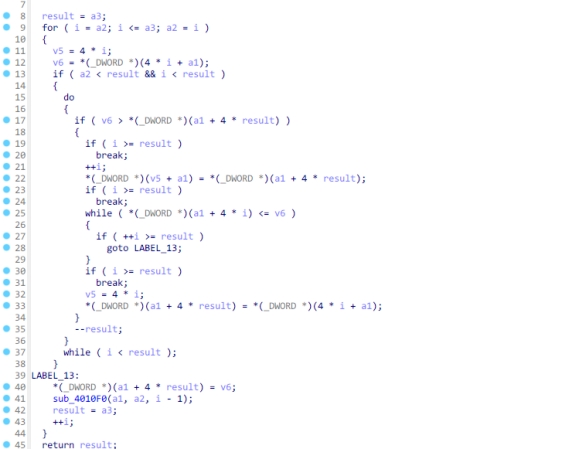 7
8 result = a3;
9 for ( i = a2; i <= a3; a2 = i )
10 {
11 v5 = 4 * i;
12 v6 = *(_DWORD *)(4 * i + a1);
13 if ( a2 < result && i < result )
14 {
15 do
16 {
17 if ( v6 > *(_DWORD *)(a1 + 4 * result) )
18 {
19 if ( i >= result )
20 break;
21 ++i;
22 *(_DWORD *)(v5 + a1) = *(_DWORD *)(a1 + 4 * result);
23 if ( i >= result )
24 break;
25 while ( *(_DWORD *)(a1 + 4 * i) <= v6 )
26 {
27 if ( ++i >= result )
28 goto LABEL_13;
29 }
30 if ( i >= result )
31 break;
32 v5 = 4 * i;
33 *(_DWORD *)(a1 + 4 * result) = *(_DWORD *)(4 * i + a1);
34 }
35 --result;
36 }
37 while ( i < result );
38 }
39 LABEL_13:
40 *(_DWORD *)(a1 + 4 * result) = v6;
41 sub_4010F0(a1, a2, i - 1);
42 result = a3;
43 ++i;
44 }
45 return result;